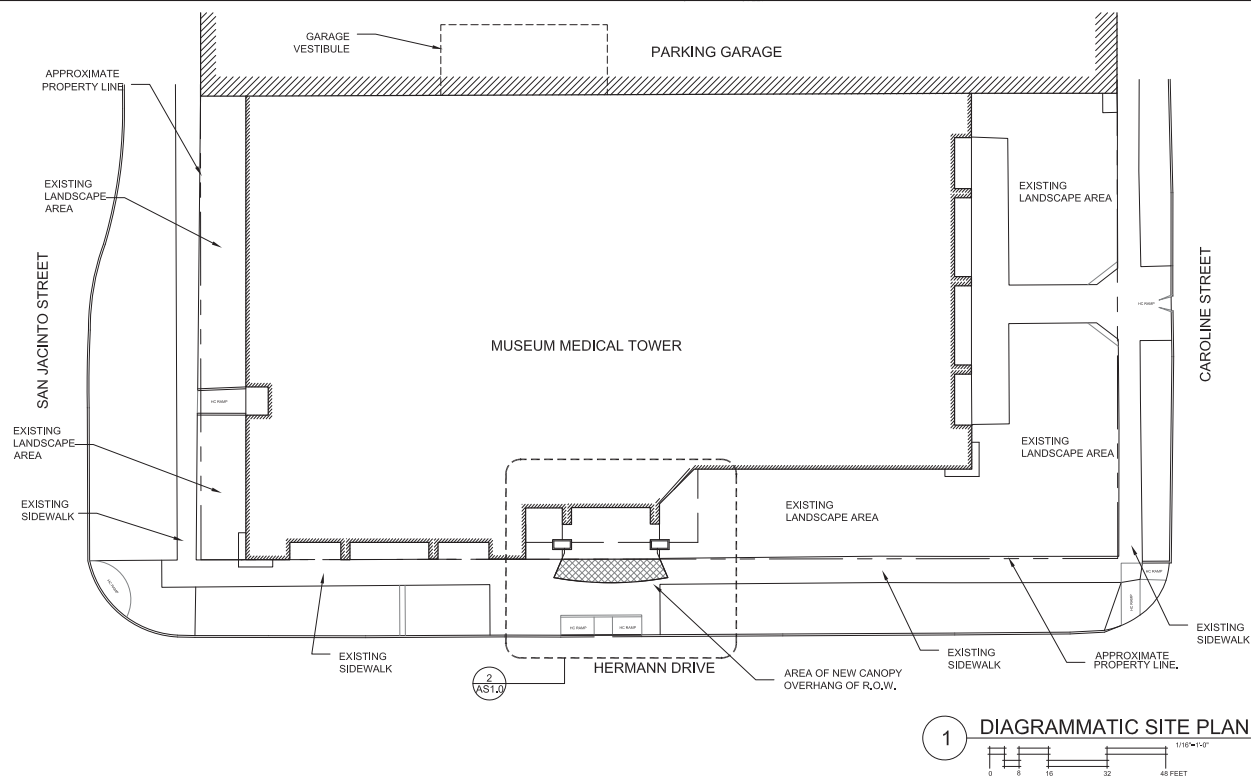 GARAGE
VESTIBULE
PARKING GARAGE
APPROXIMATE
PROPERTY LINE
EXISTING
LANDSCAPE
AREA
EXISTING
LANDSCAPE AREA
SAN JACINTO STREET
CAROLINE STREET
HC RAMP
MUSEUM MEDICAL TOWER
HC RAMP
EXISTING
LANDSCAPE
AREA
EXISTING
LANDSCAPE AREA
EXISTING
SIDEWALK
EXISTING
LANDSCAPE AREA
HC RAMP
HC RAMP
HC RAMP
HC RAMP
HC RAMP
EXISTING
SIDEWALK
EXISTING
SIDEWALK
HERMANN DRIVE
EXISTING
SIDEWALK
APPROXIMATE
PROPERTY LINE.
2
AS1.0
AREA OF NEW CANOPY
OVERHANG OF R.O.W.
1
DIAGRAMMATIC SITE PLAN
1/16"=1'-0"
0 8 16 32 48 FEET